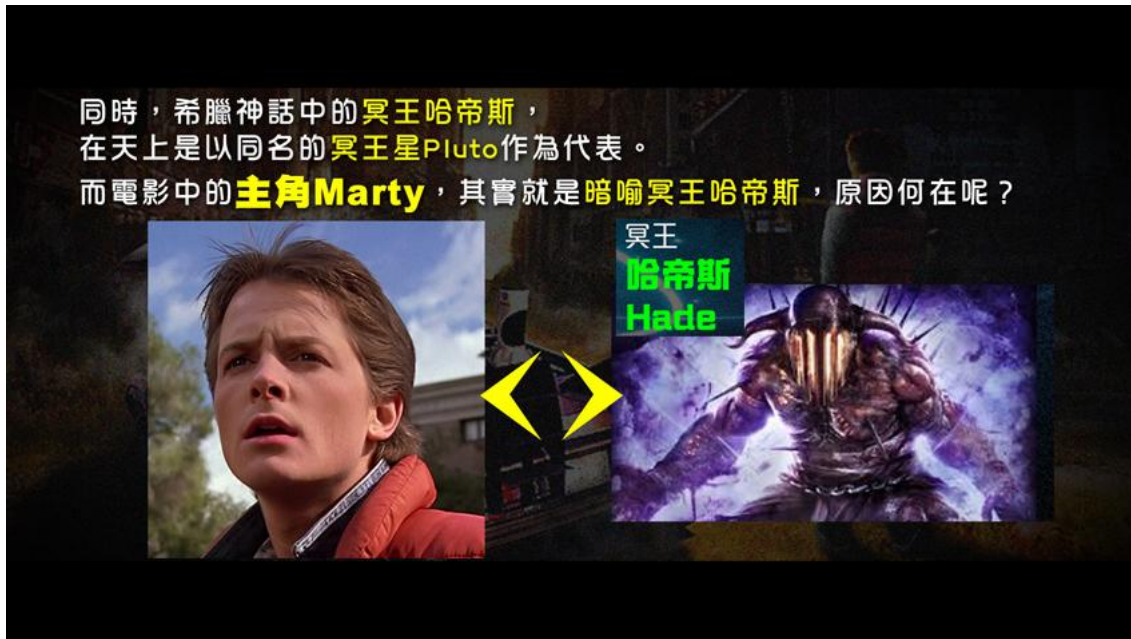 同時，希臘神話中的冥王哈帝斯，
在天上是以同名的冥王星Pluto作為代表。
而電影中的主角Marty，其實就是暗喻冥王哈帝斯，原因何在呢？
冥王
哈帝斯
Hade